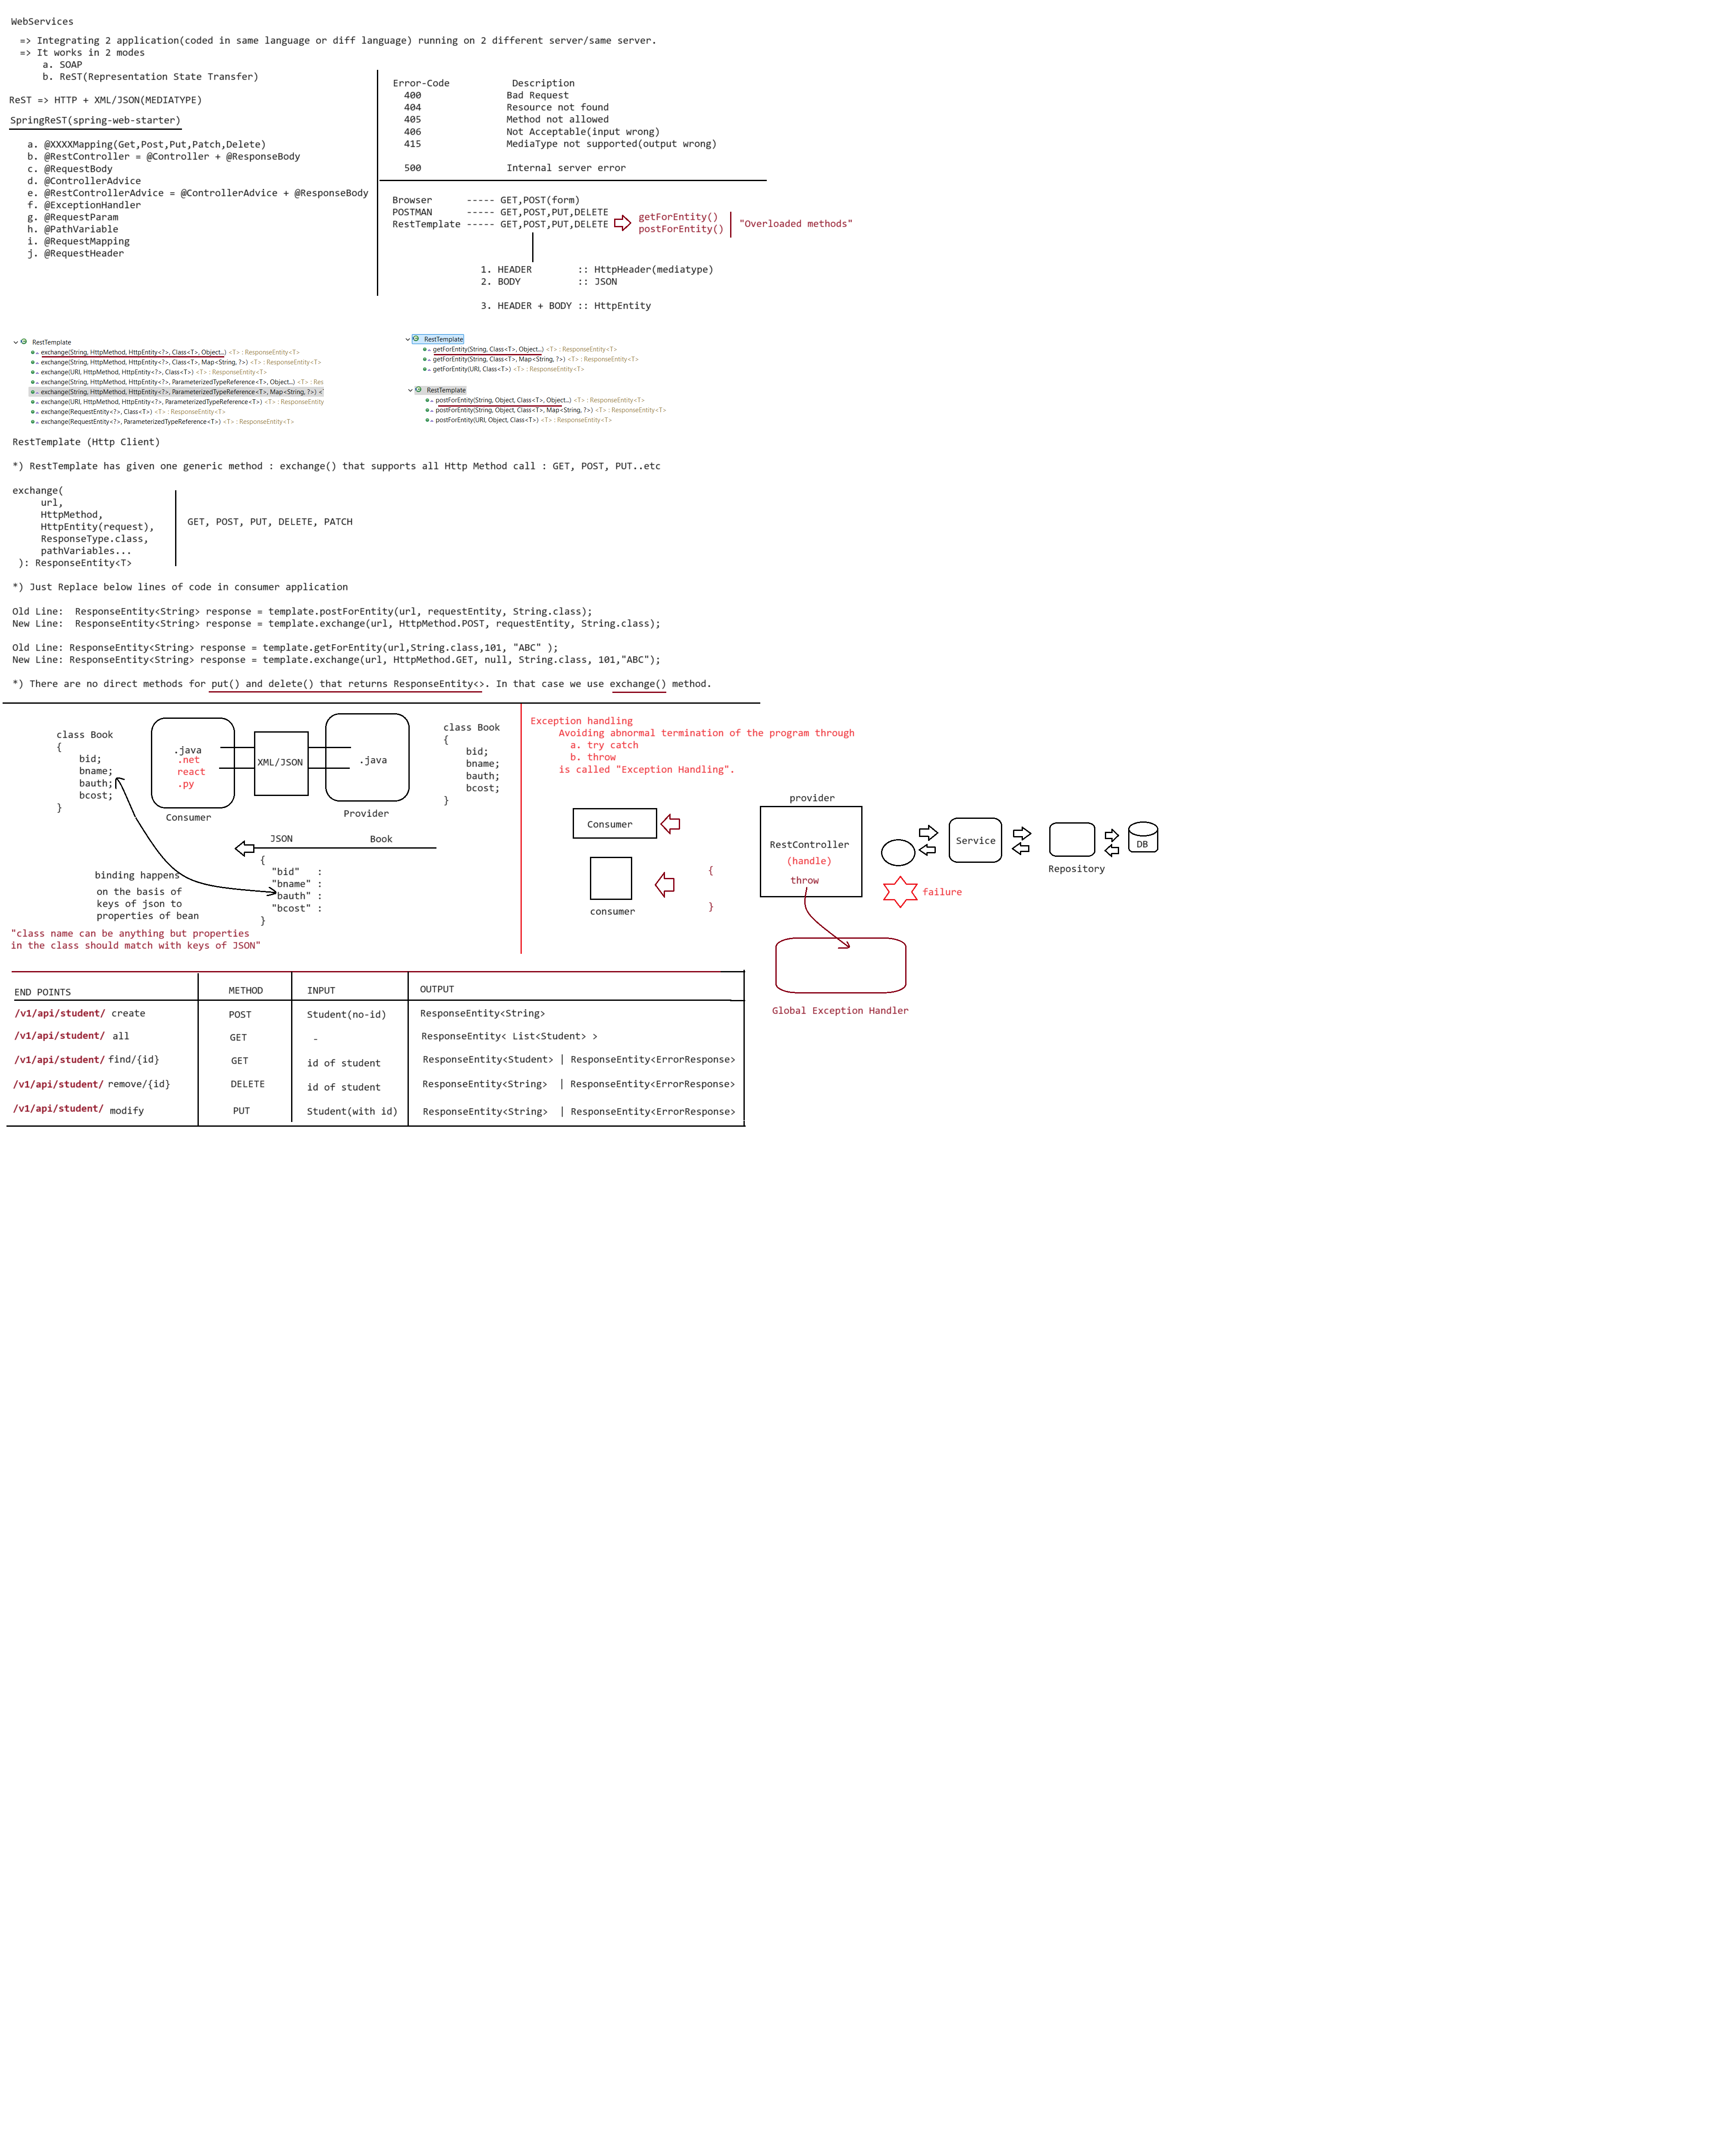 WebServices
=> Integrating 2 application(coded in same language or diff language) running on 2 different server/same server.
=> It works in 2 modes
a. SOAP
b. ReST(Representation State Transfer)
ReST => HTTP + XML/JSON(MEDIATYPE)
SpringReST(spring-web-starter)
a. @XXXXMapping(Get,Post,Put,Patch,Delete)
b. @RestController = @Controller + @ResponseBody
c. @RequestBody
d. @ControllerAdvice
e. @RestControllerAdvice = @ControllerAdvice + @ResponseBody
f. @ExceptionHandler
g. @RequestParam
h. @PathVariable
i. @RequestMapping
j. @RequestHeader
Error-Code Description
400 Bad Request
404 Resource not found
405 Method not allowed
406 Not Acceptable(input wrong)
415 MediaType not supported(output wrong)
500 Internal server error
Browser ----- GET,POST(form)
POSTMAN ----- GET,POST,PUT,DELETE
RestTemplate ----- GET,POST,PUT,DELETE
getForEntity()
postForEntity()
"Overloaded methods"
1. HEADER :: HttpHeader(mediatype)
2. BODY :: JSON
3. HEADER + BODY :: HttpEntity
RestTemplate
exchange(String, HttpMethod, HttpEntity<?>, Class<T>, Object...) <T> : ResponseEntity<T>
exchange(String, HttpMethod, HttpEntity<?>, Class<T>, Map<String, ?>) <T> : ResponseEntity<T>
exchange(URI, HttpMethod, HttpEntity<?>, Class<T>) <T> : ResponseEntity<T>
exchange(String, HttpMethod, HttpEntity<?>, ParameterizedTypeReference<T>, Object...) <T> : Res
exchange(String, HttpMethod, HttpEntity<?>, ParameterizedTypeReference<T>, Map<String, ?>) <
exchange(URI, HttpMethod, HttpEntity<?>, ParameterizedTypeReference<T>) <T> : ResponseEntity
exchange(RequestEntity<?>, Class<T>) <T> : ResponseEntity<T>
exchange(RequestEntity<?>, ParameterizedTypeReference<T>) <T> : ResponseEntity<T>
RestTemplate
getForEntity(String, Class<T>, Object...) <T> : ResponseEntity<T>
getForEntity(String, Class<T>, Map<String, ?>) <T> : ResponseEntity<T>
getForEntity(URI, Class<T>) <T> : ResponseEntity<T>
RestTemplate
postForEntity(String, Object, Class<T>, Object...) <T> : ResponseEntity<T>
postForEntity(String, Object, Class<T>, Map<String, ?>) <T> : ResponseEntity<T>
postForEntity(URI, Object, Class<T>) <T> : ResponseEntity<T>
RestTemplate (Http Client)
*) RestTemplate has given one generic method : exchange() that supports all Http Method call : GET, POST, PUT..etc
exchange(
url,
HttpMethod,
HttpEntity(request),
ResponseType.class,
pathVariables...
): ResponseEntity<T>
GET, POST, PUT, DELETE, PATCH
*) Just Replace below lines of code in consumer application
Old Line: ResponseEntity<String> response = template.postForEntity(url, requestEntity, String.class);
New Line: ResponseEntity<String> response = template.exchange(url, HttpMethod.POST, requestEntity, String.class);
Old Line: ResponseEntity<String> response = template.getForEntity(url,String.class,101, "ABC" );
New Line: ResponseEntity<String> response = template.exchange(url, HttpMethod.GET, null, String.class, 101,"ABC");
*) There are no direct methods for put() and delete() that returns ResponseEntity<>. In that case we use exchange() method.
class Book
{
bid;
bname;
bauth;
bcost;
}
.java
.net
react
.py
Consumer
XML/JSON
.java
Provider
class Book
{
bid;
bname;
bauth;
bcost;
}
JSON Book
{
"bid" :
"bname" :
"bauth" :
"bcost" :
}
binding happens
on the basis of
keys of json to
properties of bean
"class name can be anything but properties
in the class should match with keys of JSON"
Exception handling
Avoiding abnormal termination of the program through
a. try catch
b. throw
is called "Exception Handling".
Consumer
consumer
{
}
provider
RestController
(handle)
throw
failure
Service
Repository
DB
Global Exception Handler
END POINTS METHOD INPUT OUTPUT
/v1/api/student/ create POST Student(no-id) ResponseEntity<String>
/v1/api/student/ all GET - ResponseEntity< List<Student> >
/v1/api/student/ find/{id} GET id of student ResponseEntity<Student> | ResponseEntity<ErrorResponse>
/v1/api/student/ remove/{id} DELETE id of student ResponseEntity<String> | ResponseEntity<ErrorResponse>
/v1/api/student/ modify PUT Student(with id) ResponseEntity<String> | ResponseEntity<ErrorResponse>